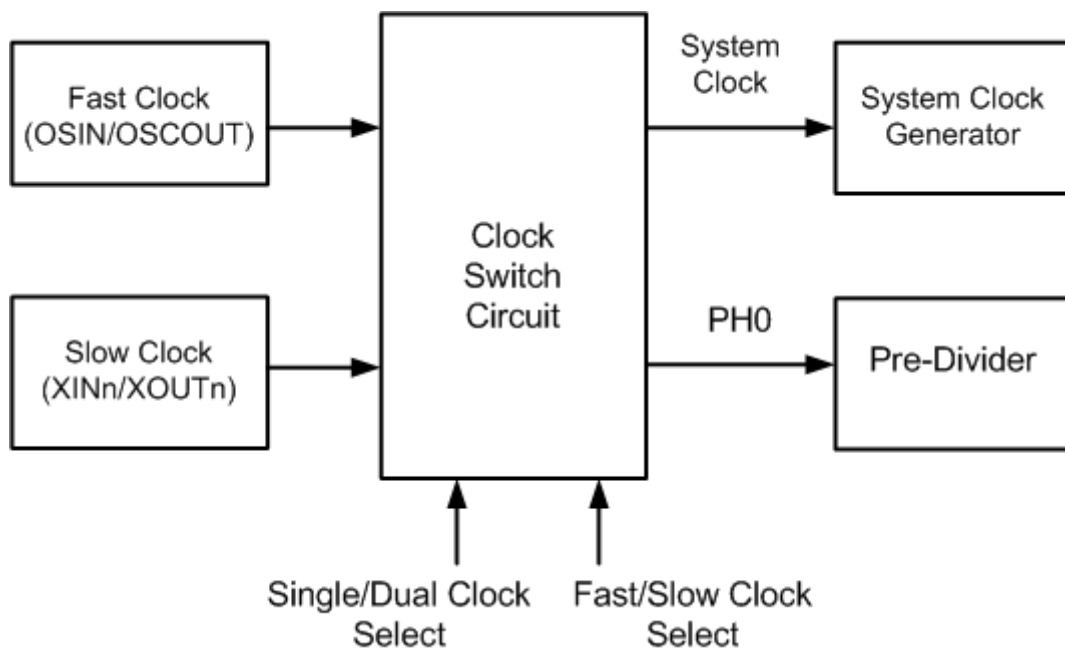 Fast Clock
(OSIN/OSCOUT)
System
Clock
System Clock
Generator
Clock
Switch
Circuit
Slow Clock
(XINn/XOUTn)
PH0
Pre-Divider
Single/Dual Clock
Select
Fast/Slow Clock
Select